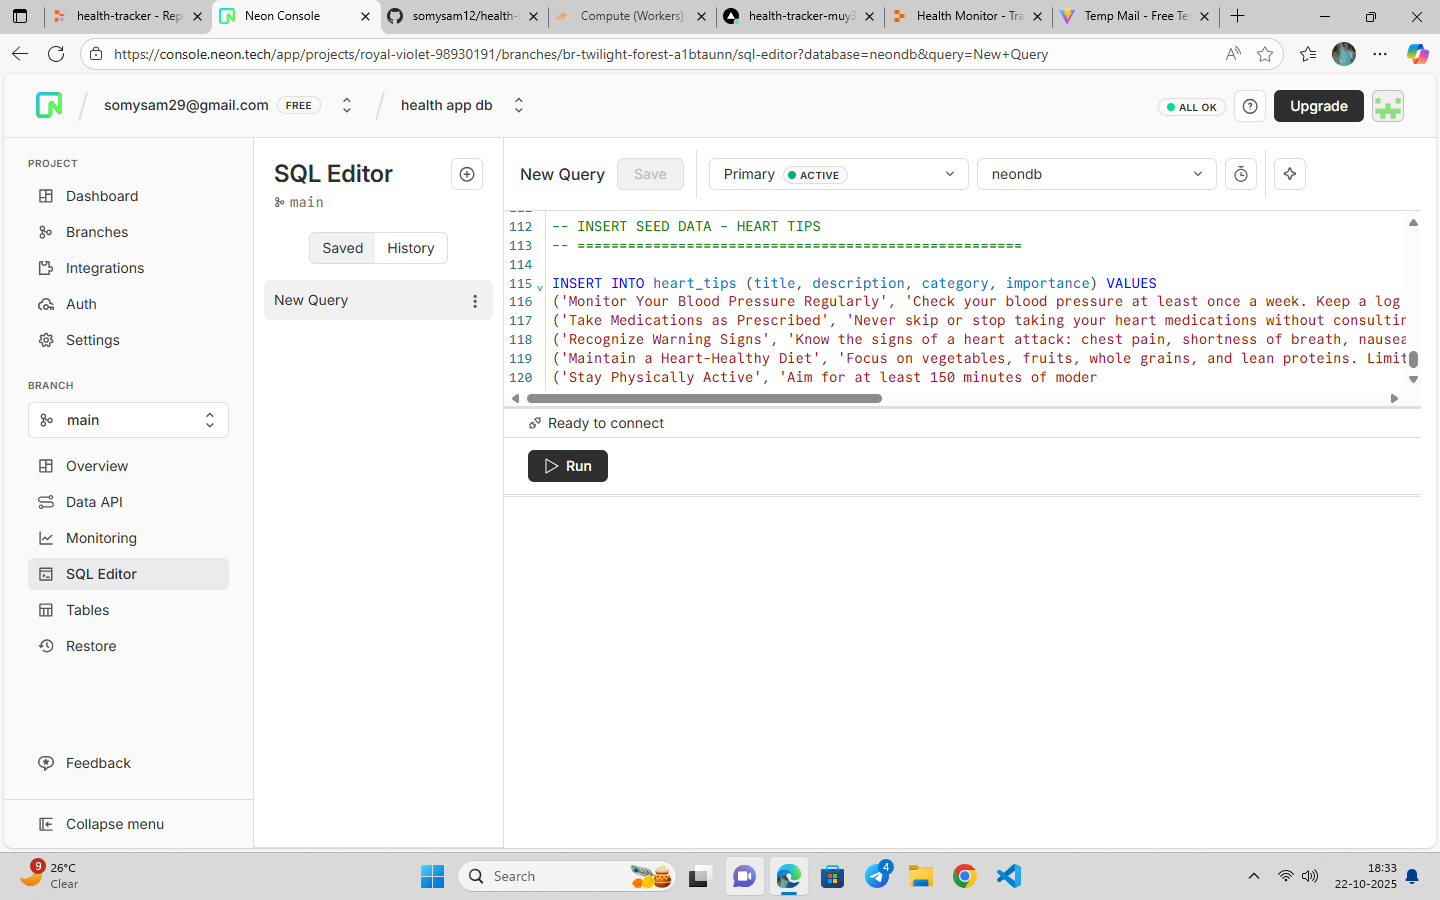 health-tracker - Rep
Neon Console
somysam12/health-
Compute (Workers)
health-tracker-muy3
Health Monitor - Tra
Temp Mail - Free Te
https://console.neon.tech/app/projects/royal-violet-98930191/branches/br-twilight-forest-a1btaunn/sql-editor?database=neondb&query=New+Query
somysam29@gmail.com FREE
health app db
ALL OK
Upgrade
PROJECT
Dashboard
Branches
Integrations
Auth
Settings
BRANCH
main
Overview
Data API
Monitoring
SQL Editor
Tables
Restore
Feedback
Collapse menu
SQL Editor
main
Saved History
New Query
New Query Save
Primary ACTIVE
neondb
112 -- INSERT SEED DATA - HEART TIPS
113 -- =====================================================
114
115 INSERT INTO heart_tips (title, description, category, importance) VALUES
116 ('Monitor Your Blood Pressure Regularly', 'Check your blood pressure at least once a week. Keep a log
117 ('Take Medications as Prescribed', 'Never skip or stop taking your heart medications without consultin
118 ('Recognize Warning Signs', 'Know the signs of a heart attack: chest pain, shortness of breath, nausea
119 ('Maintain a Heart-Healthy Diet', 'Focus on vegetables, fruits, whole grains, and lean proteins. Limit
120 ('Stay Physically Active', 'Aim for at least 150 minutes of moder
Ready to connect
Run
9
26°C
Clear
Search
4
18:33
22-10-2025